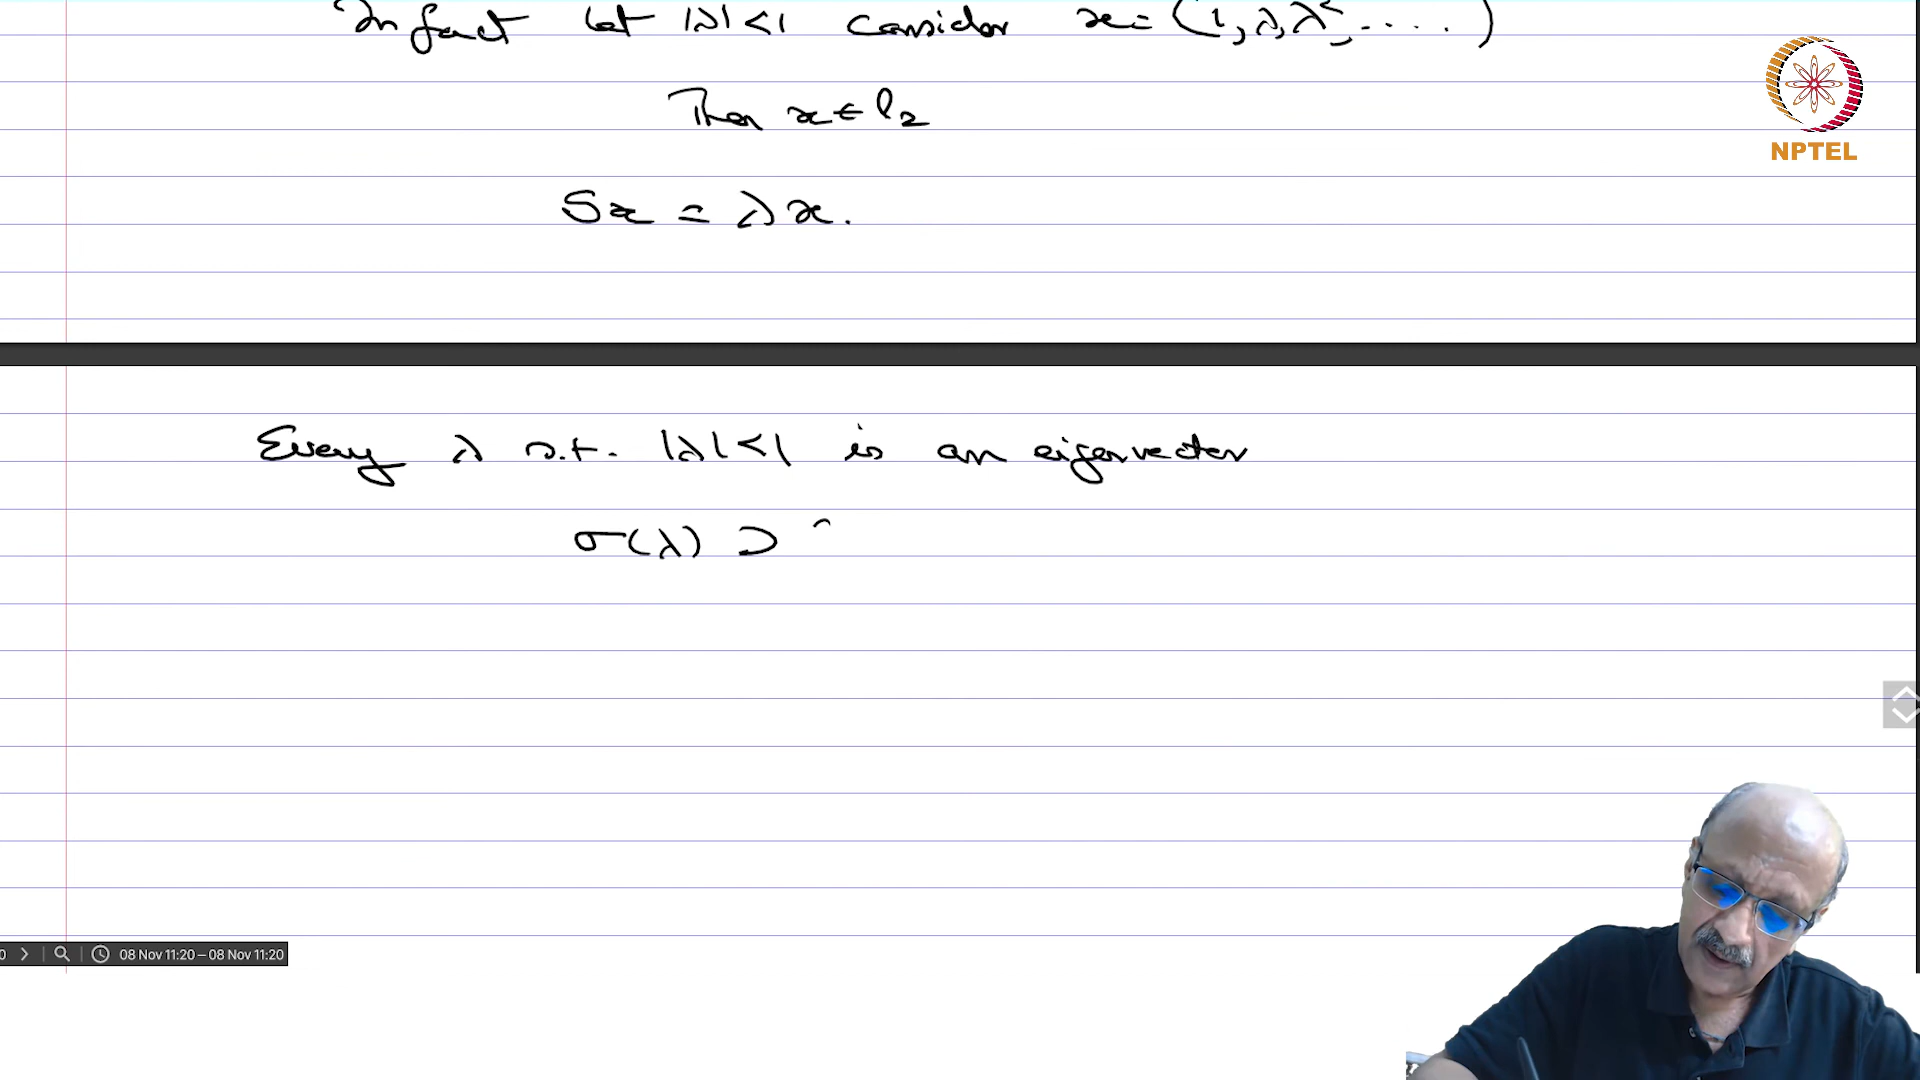 In fact let |λ|<1 consider x=(1,λ,λ²,.....)
NPTEL
Then x∈l₂
Sx = λx.
Every λ s.t. |λ|<1 is an eigenvector
σ(λ) ⊃
08 Nov 11:20 – 08 Nov 11:20